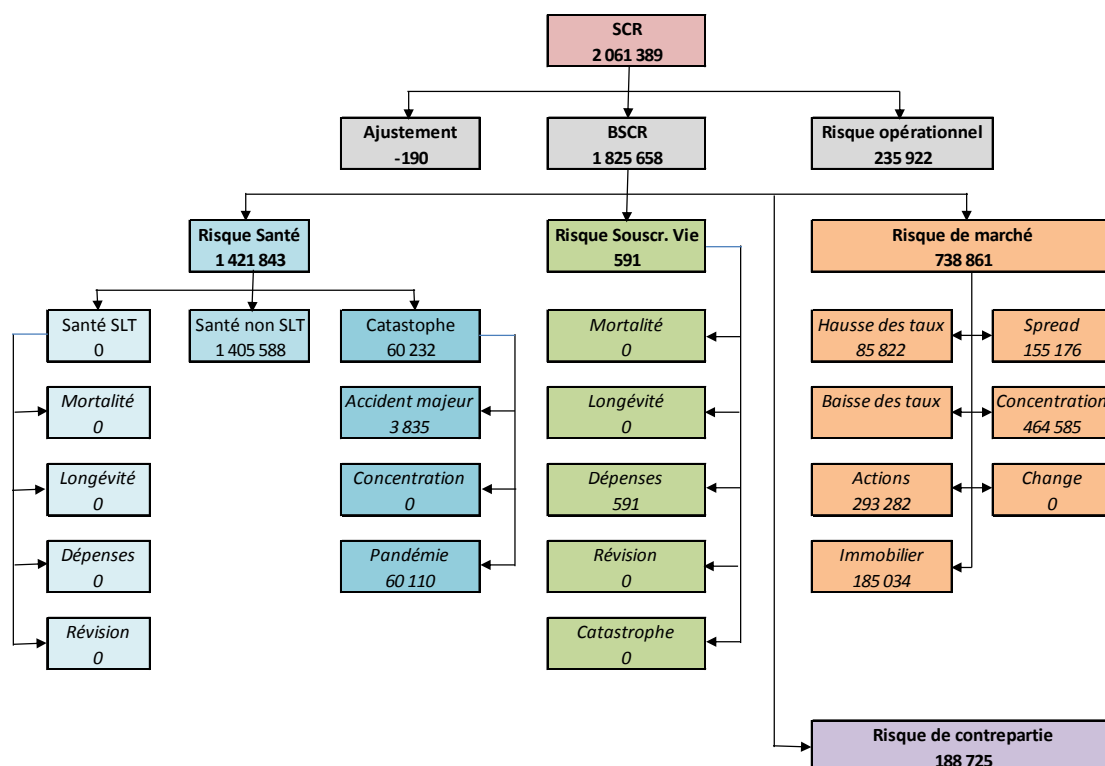 SCR
2 061 389
Ajustement
-190
BSCR
1 825 658
Risque opérationnel
235 922
Risque Santé
1 421 843
Risque Souscr. Vie
591
Risque de marché
738 861
Santé SLT
0
Santé non SLT
1 405 588
Catastophe
60 232
Mortalité
0
Hausse des taux
85 822
Spread
155 176
Mortalité
0
Accident majeur
3 835
Longévité
0
Baisse des taux
Concentration
464 585
Longévité
0
Concentration
0
Dépenses
591
Actions
293 282
Change
0
Dépenses
0
Pandémie
60 110
Révision
0
Immobilier
185 034
Révision
0
Catastrophe
0
Risque de contrepartie
188 725